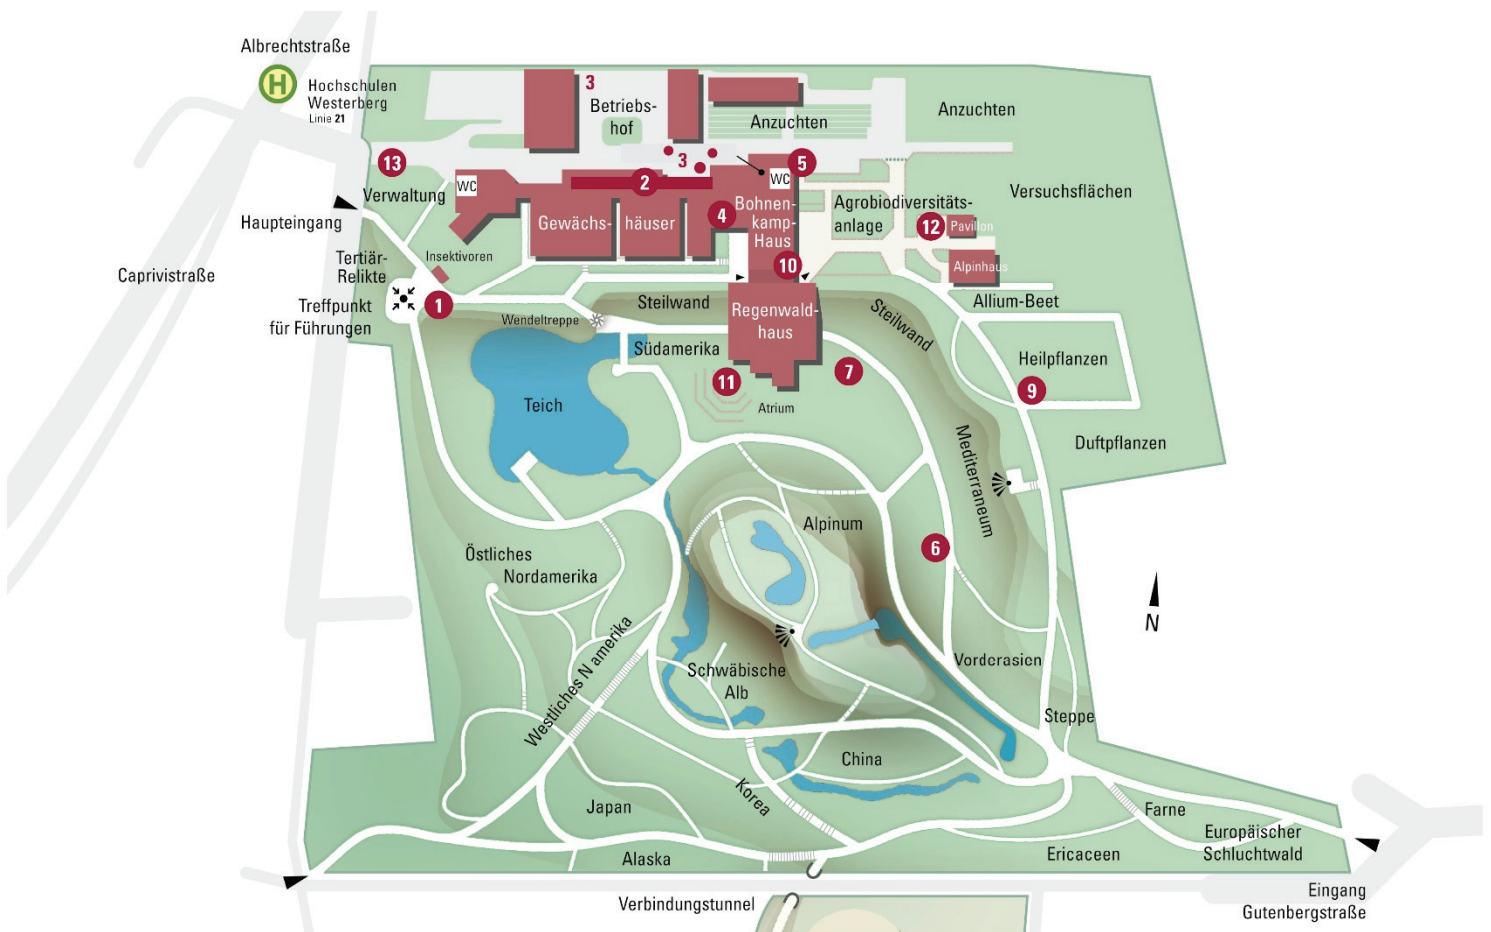 Albrechtstraße
H
Hochschulen
Westerberg
Linie 21
3
Betriebs-
hof
Anzuchten
Anzuchten
13
Verwaltung
WC
2
3
5
WC
Haupteingang
Gewächs-
häuser
4
Bohnen-
kamp-
Haus
Agrobiodiversitäts-
anlage
12
Pavillon
Versuchsflächen
Caprivistraße
Tertiär-
Relikte
Insektivoren
10
Alpinhaus
Treffpunkt
für Führungen
1
Wendeltreppe
Steilwand
Regenwald-
haus
Steilwand
Allium-Beet
Südamerika
Heilpflanzen
Teich
11
7
9
Atrium
Duftpflanzen
Mediterraneum
Alpinum
6
Östliches
Nordamerika
N
Westliches N amerika
Schwäbische
Alb
Vorderasien
Steppe
China
Korea
Japan
Farne
Alaska
Ericaceen
Europäischer
Schluchtwald
Verbindungstunnel
Eingang
Gutenbergstraße